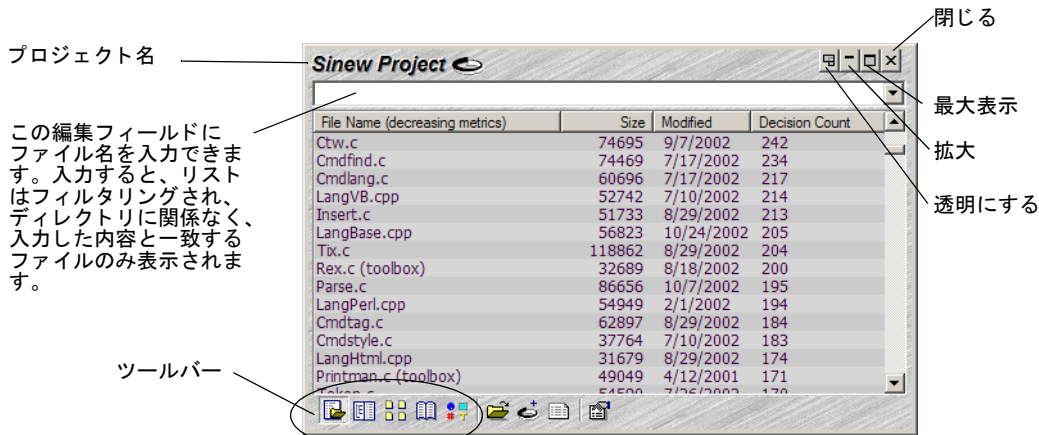 閉じる
プロジェクト名
Sinew Project
最大表示
拡大
透明にする
この編集フィールドに
ファイル名を入力できま
す。入力すると、リスト
はフィルタリングされ、
ディレクトリに関係なく、
入力した内容と一致する
ファイルのみ表示されま
す。
File Name (decreasing metrics) Size Modified Decision Count
Ctw.c 74695 9/7/2002 242
Cmdfind.c 74469 7/17/2002 234
Cmdlang.c 60696 7/17/2002 217
LangVB.cpp 52742 7/10/2002 214
Insert.c 51733 8/29/2002 213
LangBase.cpp 56823 10/24/2002 205
Tix.c 118862 8/29/2002 204
Rex.c (toolbox) 32689 8/18/2002 200
Parse.c 86656 10/7/2002 195
LangPerl.cpp 54949 2/1/2002 194
Cmdtag.c 62897 8/29/2002 184
Cmdstyle.c 37764 7/10/2002 183
LangHtml.cpp 31679 8/29/2002 174
Printman.c (toolbox) 49049 4/12/2001 171
ツールバー